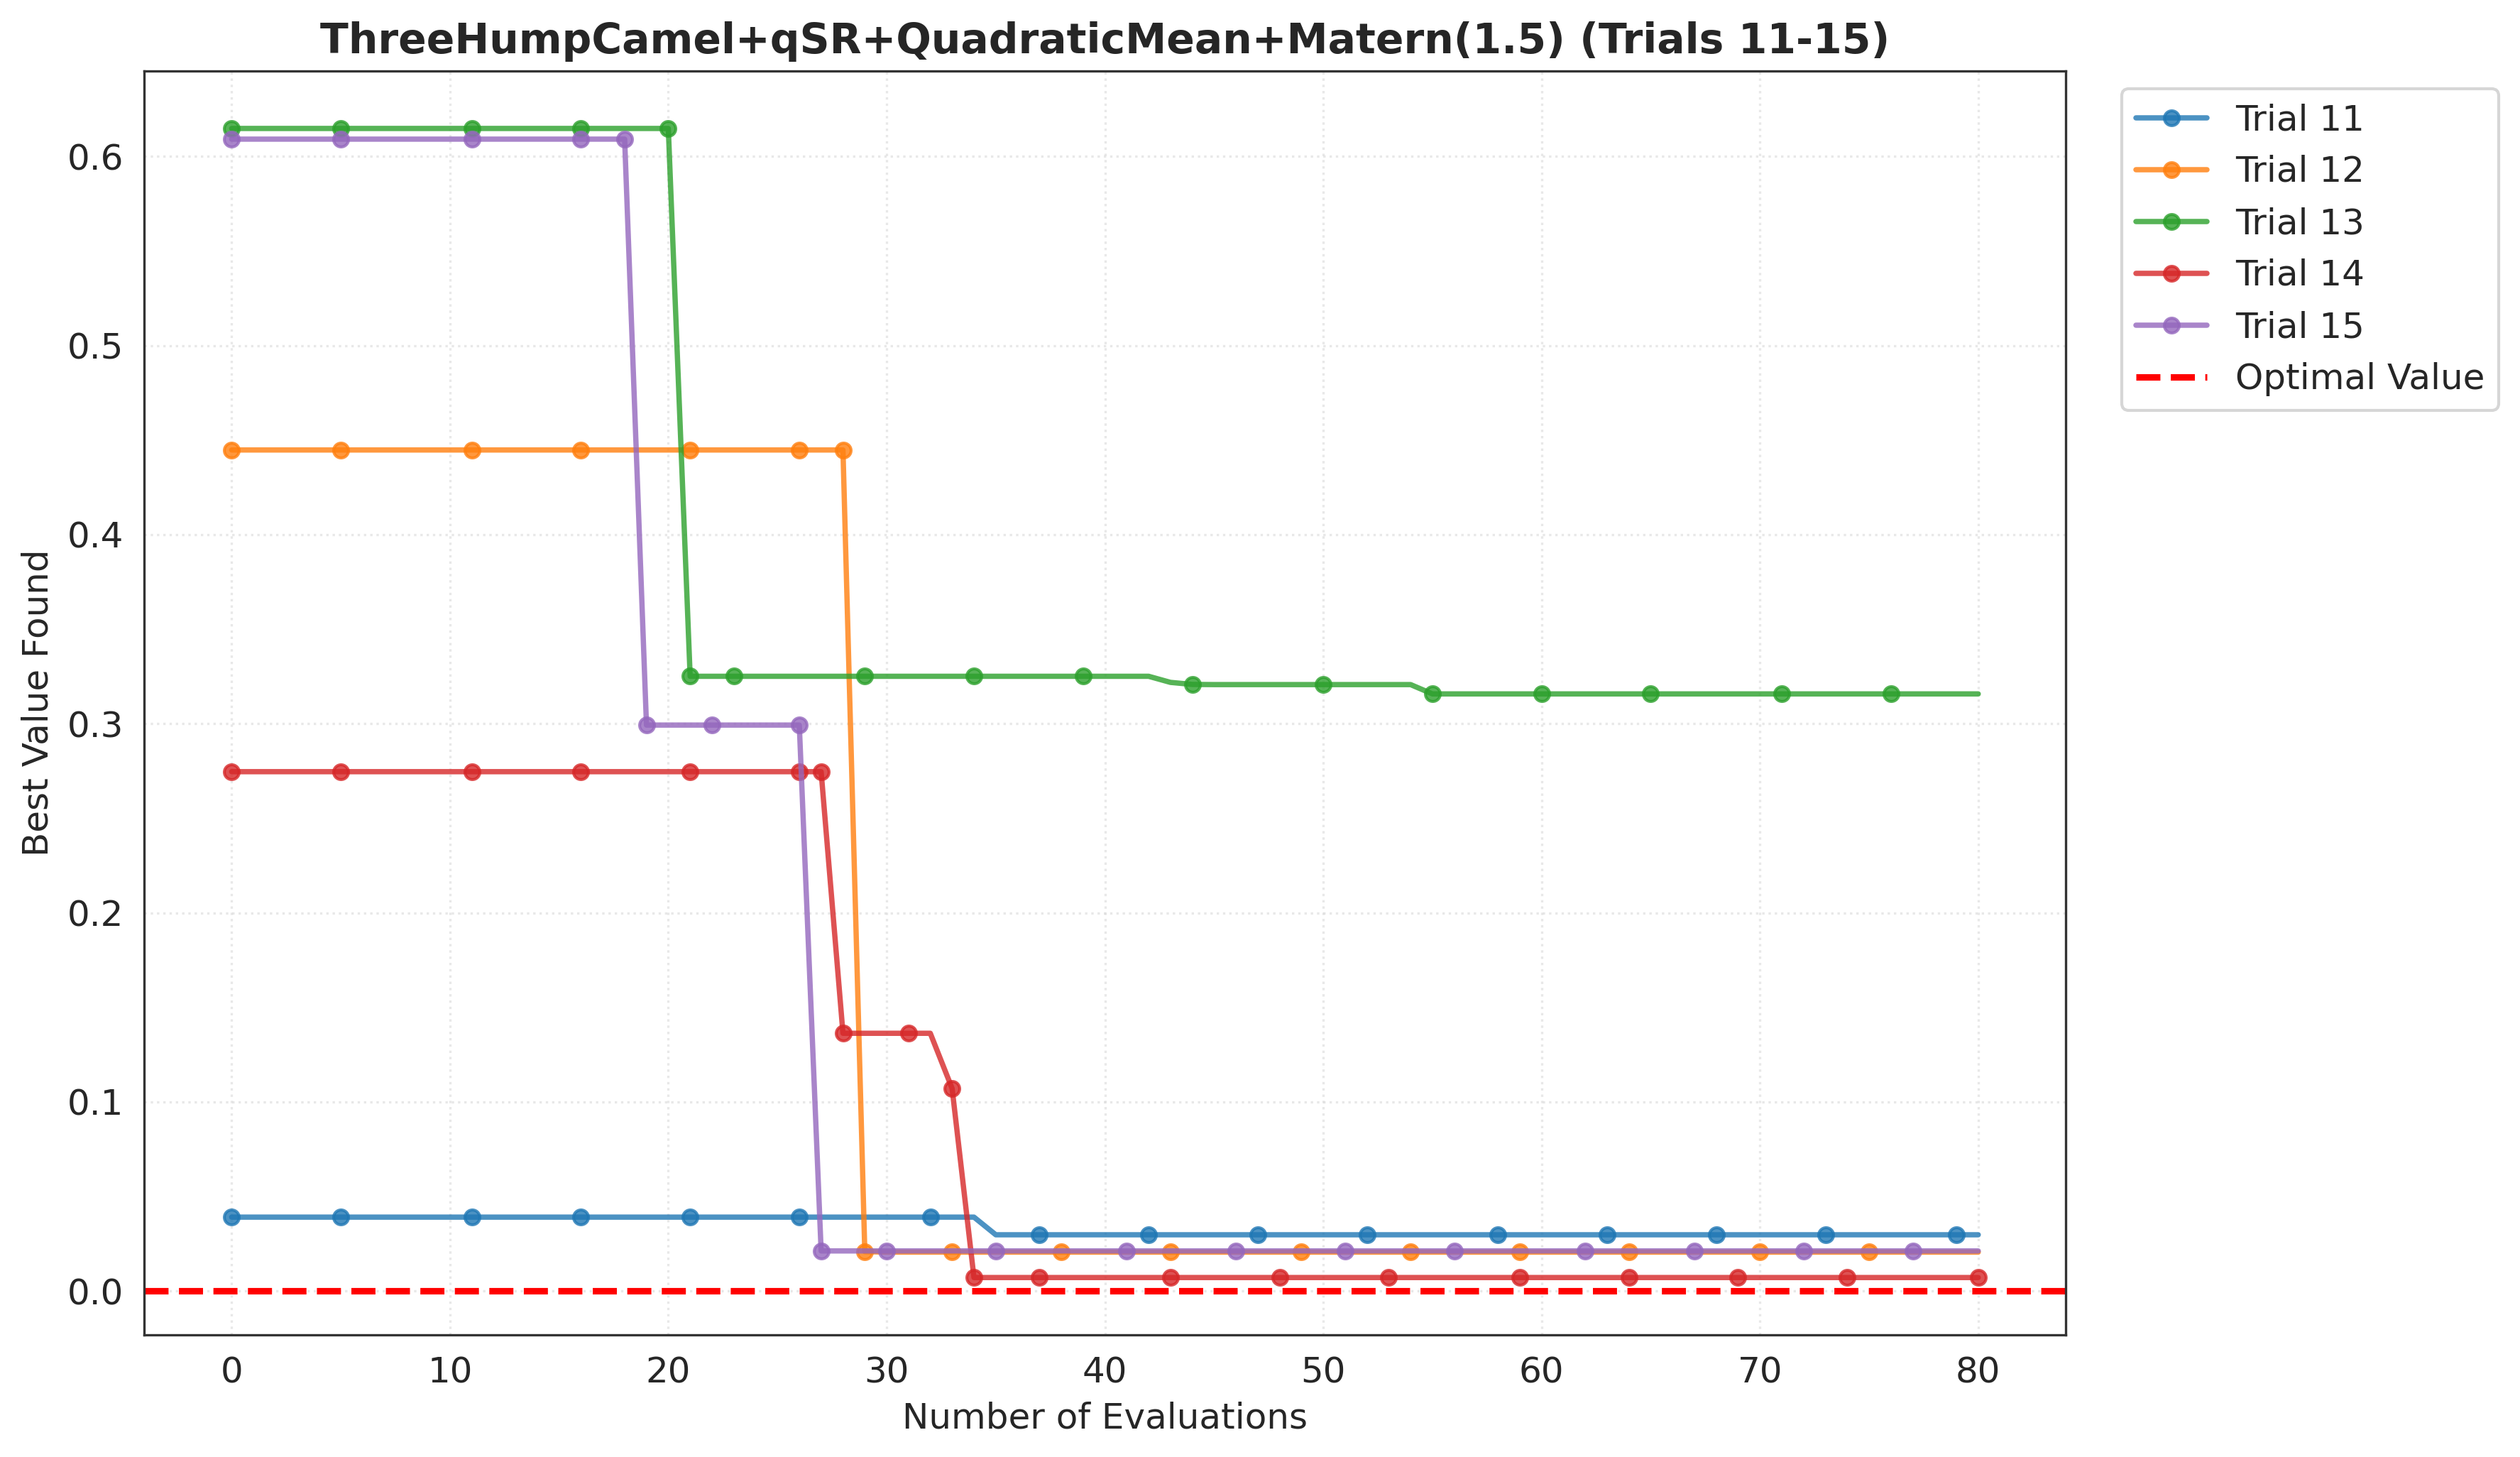 ThreeHumpCamel+qSR+QuadraticMean+Matern(1.5) (Trials 11-15)
Best Value Found
0.6
0.5
0.4
0.3
0.2
0.1
0.0
0 10 20 30 40 50 60 70 80
Number of Evaluations
Trial 11
Trial 12
Trial 13
Trial 14
Trial 15
Optimal Value